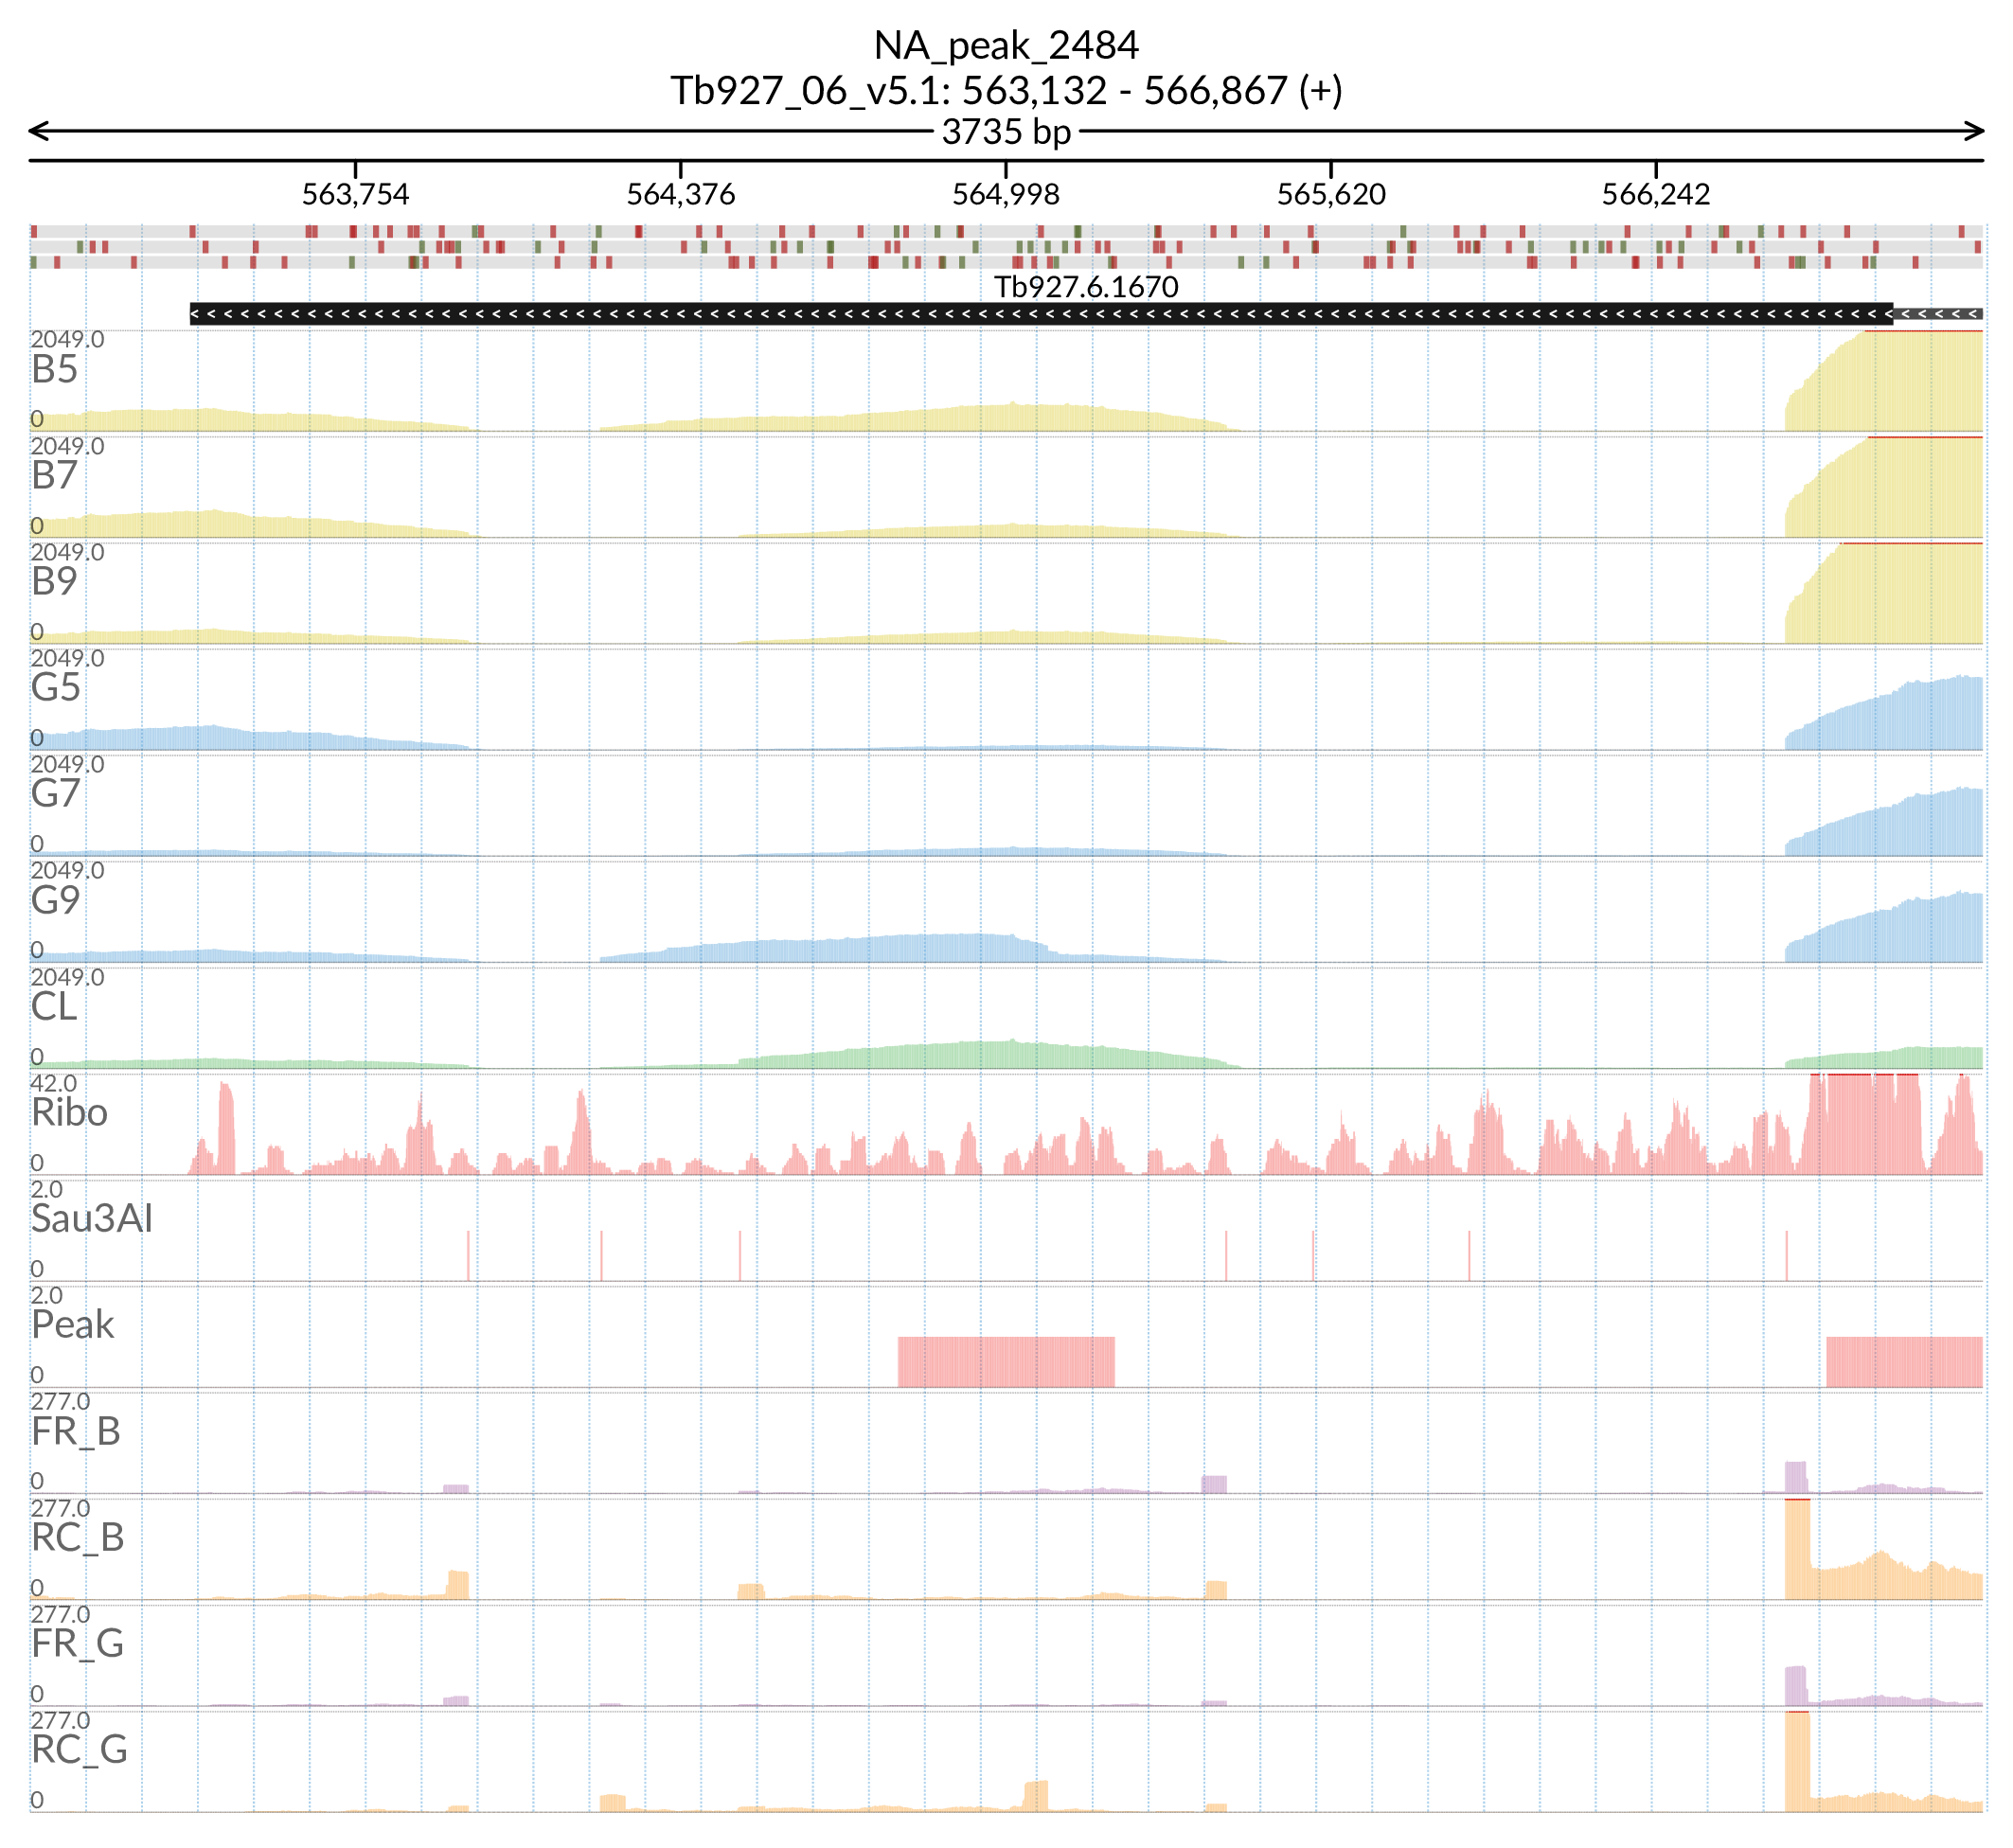 NA_peak_2484
Tb927_06_v5.1: 563,132 - 566,867 (+)
3735 bp
563,754 564,376 564,998 565,620 566,242
Tb927.6.1670
2049.0
B5
0
2049.0
B7
0
2049.0
B9
0
2049.0
G5
0
2049.0
G7
0
2049.0
G9
0
2049.0
CL
0
42.0
Ribo
0
2.0
Sau3AI
0
2.0
Peak
0
277.0
FR_B
0
277.0
RC_B
0
277.0
FR_G
0
277.0
RC_G
0